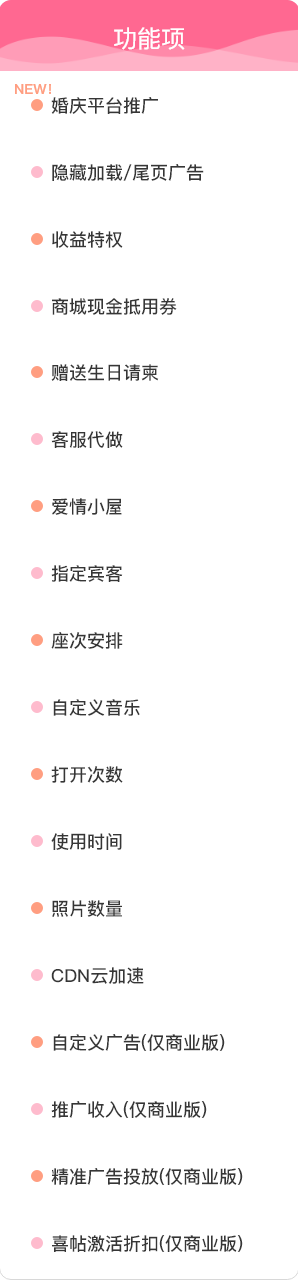 功能项
NEW!
婚庆平台推广
隐藏加载/尾页广告
收益特权
商城现金抵用券
赠送生日请柬
客服代做
爱情小屋
指定宾客
座次安排
自定义音乐
打开次数
使用时间
照片数量
CDN云加速
自定义广告(仅商业版)
推广收入(仅商业版)
精准广告投放(仅商业版)
喜帖激活折扣(仅商业版)